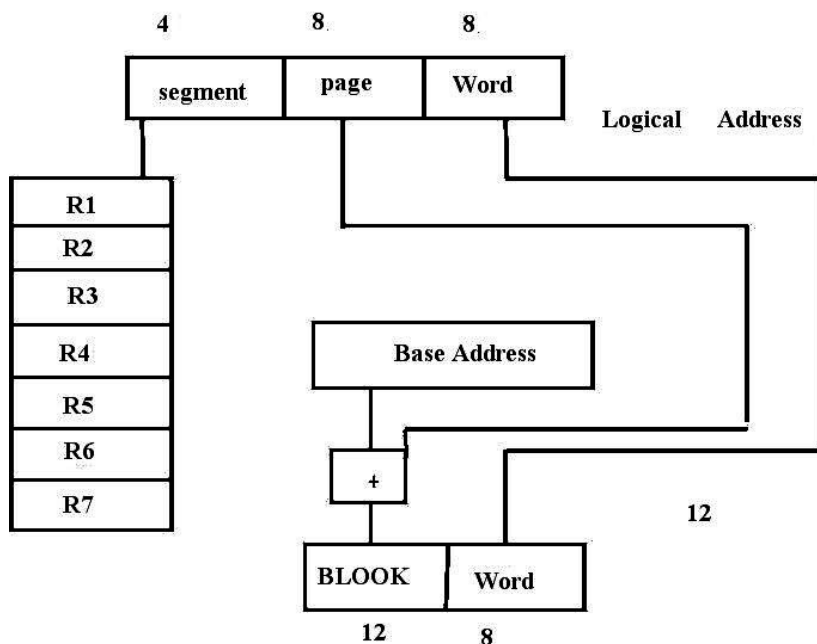 4 8 8
segment page Word
Logical Address
R1
R2
R3
Base Address
R4
R5
R6
+
R7
12
BLOOK Word
12 8